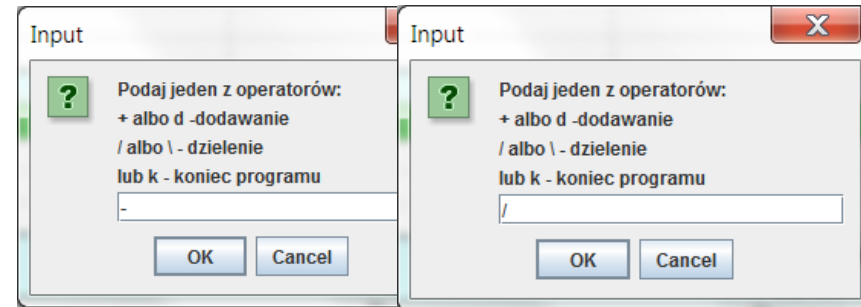 Input
Podaj jeden z operatorów:
+ albo d -dodawanie
/ albo \ - dzielenie
lub k - koniec programu
-
OK Cancel
Input X
Podaj jeden z operatorów:
+ albo d -dodawanie
/ albo \ - dzielenie
lub k - koniec programu
/
OK Cancel